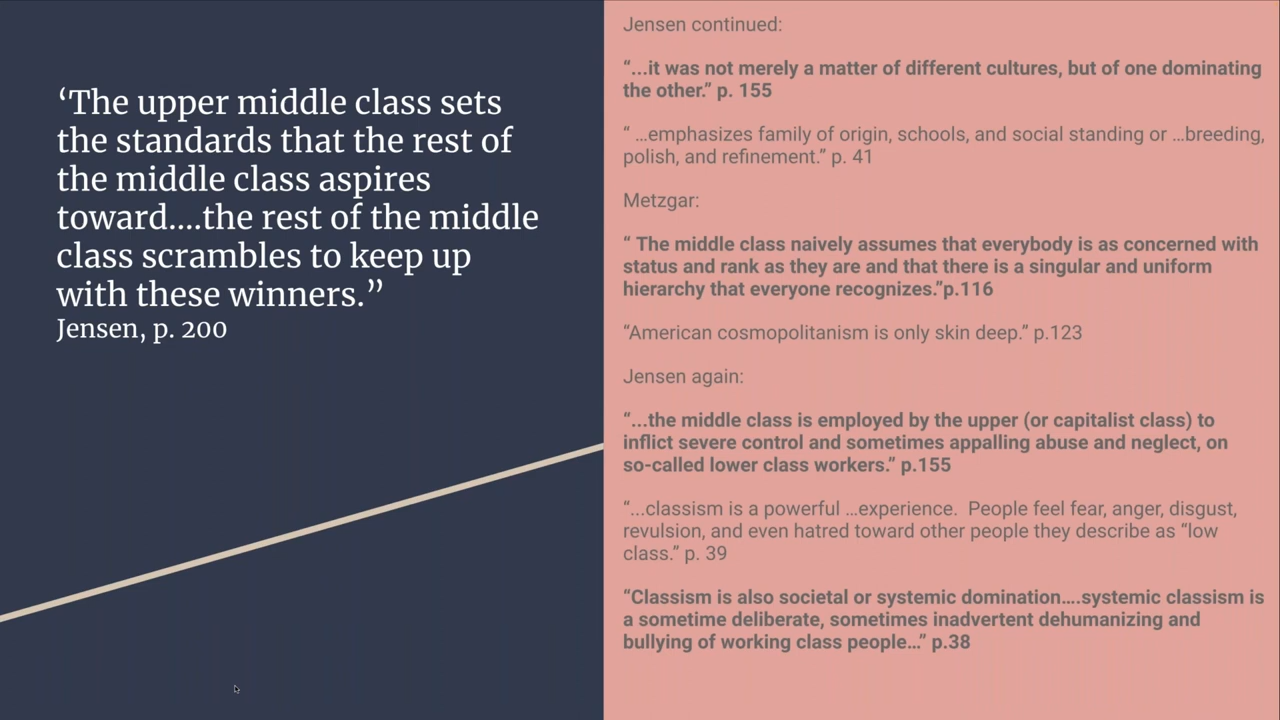 ‘The upper middle class sets
the standards that the rest of
the middle class aspires
toward....the rest of the middle
class scrambles to keep up
with these winners.”
Jensen, p. 200
Jensen continued:
“...it was not merely a matter of different cultures, but of one dominating
the other.” p. 155
“ …emphasizes family of origin, schools, and social standing or …breeding,
polish, and refinement.” p. 41
Metzgar:
“ The middle class naively assumes that everybody is as concerned with
status and rank as they are and that there is a singular and uniform
hierarchy that everyone recognizes.”p.116
“American cosmopolitanism is only skin deep.” p.123
Jensen again:
“...the middle class is employed by the upper (or capitalist class) to
inflict severe control and sometimes appalling abuse and neglect, on
so-called lower class workers.” p.155
“...classism is a powerful …experience.  People feel fear, anger, disgust,
revulsion, and even hatred toward other people they describe as “low
class.” p. 39
“Classism is also societal or systemic domination….systemic classism is
a sometime deliberate, sometimes inadvertent dehumanizing and
bullying of working class people…” p.38